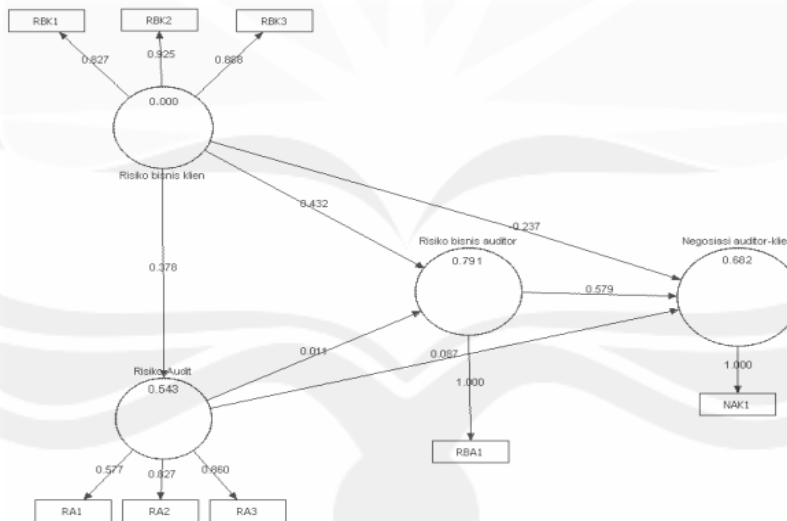 RBK1
RBK2
RBK3
0.827
0.925
0.888
0.000
Risiko bisnis klien
0.432
-0.237
0.378
Risiko bisnis auditor
0.791
Negosiasi auditor-klie
0.682
0.579
0.011
0.087
Risiko Audit
0.543
1.000
1.000
NAK1
RBA1
0.577
0.827
0.860
RA1
RA2
RA3